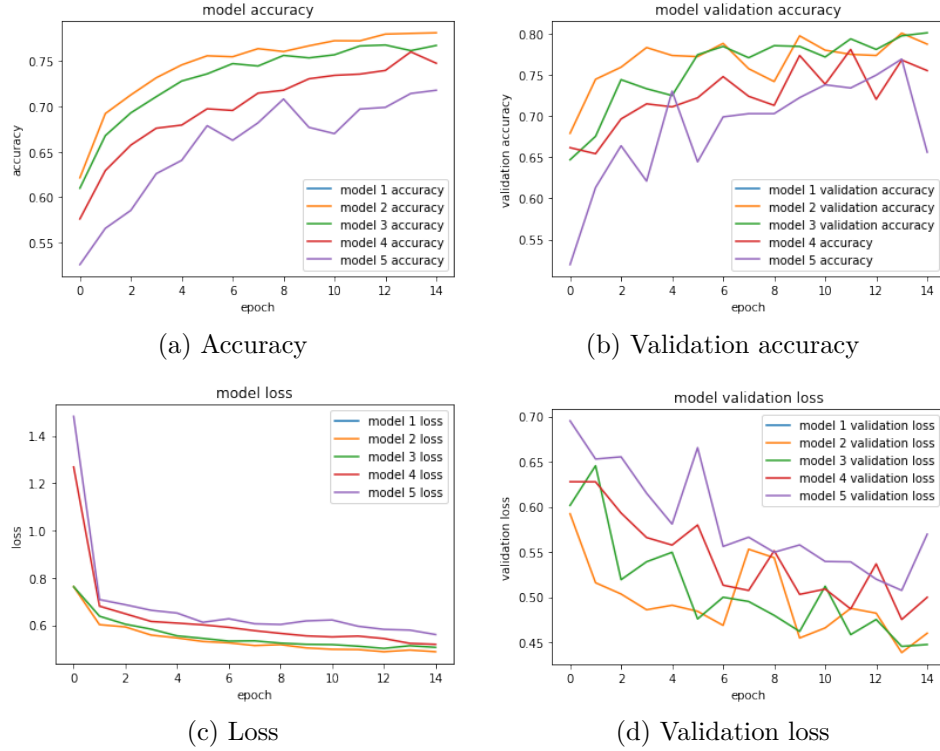 model accuracy
accuracy
0.75
0.70
0.65
0.60
0.55
model 1 accuracy
model 2 accuracy
model 3 accuracy
model 4 accuracy
model 5 accuracy
0 2 4 6 8 10 12 14
epoch
(a) Accuracy
model validation accuracy
validation accuracy
0.80
0.75
0.70
0.65
0.60
0.55
model 1 validation accuracy
model 2 validation accuracy
model 3 validation accuracy
model 4 accuracy
model 5 accuracy
0 2 4 6 8 10 12 14
epoch
(b) Validation accuracy
model loss
loss
1.4
1.2
1.0
0.8
0.6
model 1 loss
model 2 loss
model 3 loss
model 4 loss
model 5 loss
0 2 4 6 8 10 12 14
epoch
(c) Loss
model validation loss
validation loss
0.70
0.65
0.60
0.55
0.50
0.45
model 1 validation loss
model 2 validation loss
model 3 validation loss
model 4 validation loss
model 5 validation loss
0 2 4 6 8 10 12 14
epoch
(d) Validation loss